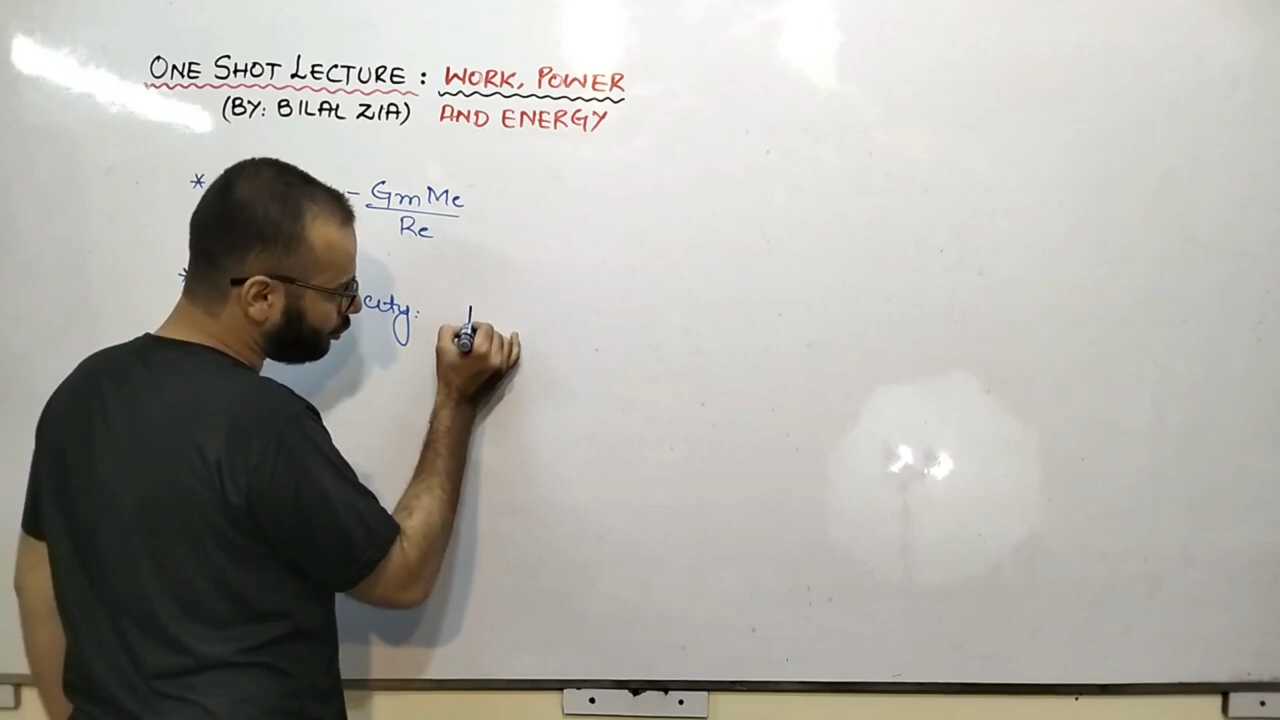 ONE SHOT LECTURE: WORK, POWER
(BY: BILAL ZIA) AND ENERGY
* - GmMe
Re
* city: